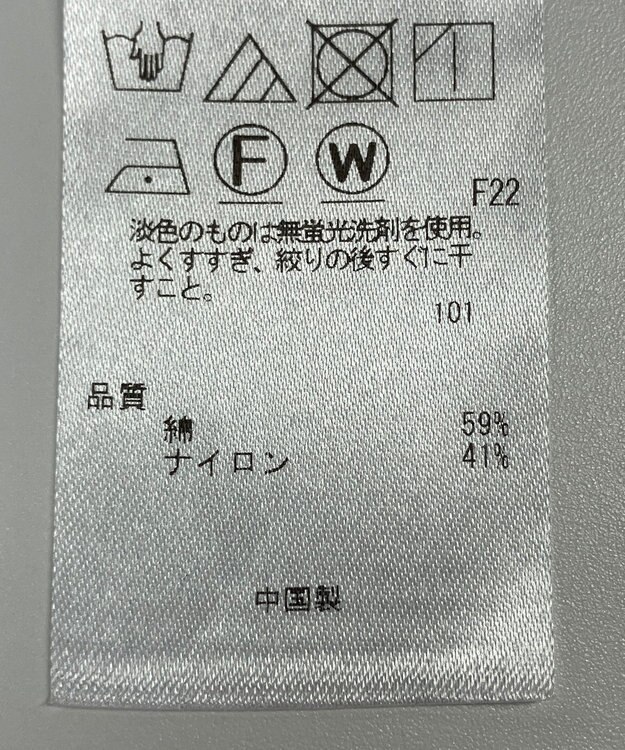 F
W
F22
淡色のものは無蛍光洗剤を使用。
よくすすぎ、絞りの後すぐに干
すこと。
101
品質
綿 59%
ナイロン 41%
中国製